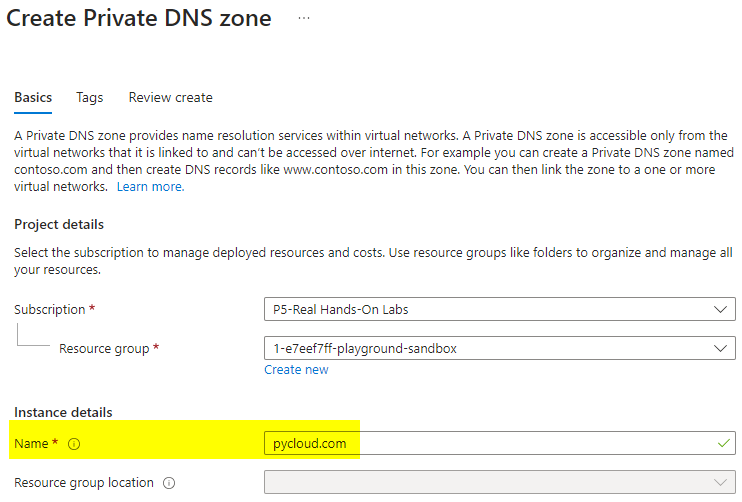 Create Private DNS zone ...
Basics Tags Review create
A Private DNS zone provides name resolution services within virtual networks. A Private DNS zone is accessible only from the
virtual networks that it is linked to and can't be accessed over internet. For example you can create a Private DNS zone named
contoso.com and then create DNS records like www.contoso.com in this zone. You can then link the zone to a one or more
virtual networks. Learn more.
Project details
Select the subscription to manage deployed resources and costs. Use resource groups like folders to organize and manage all
your resources.
Subscription * P5-Real Hands-On Labs
Resource group * 1-e7eef7ff-playground-sandbox
Create new
Instance details
Name * pycloud.com
Resource group location